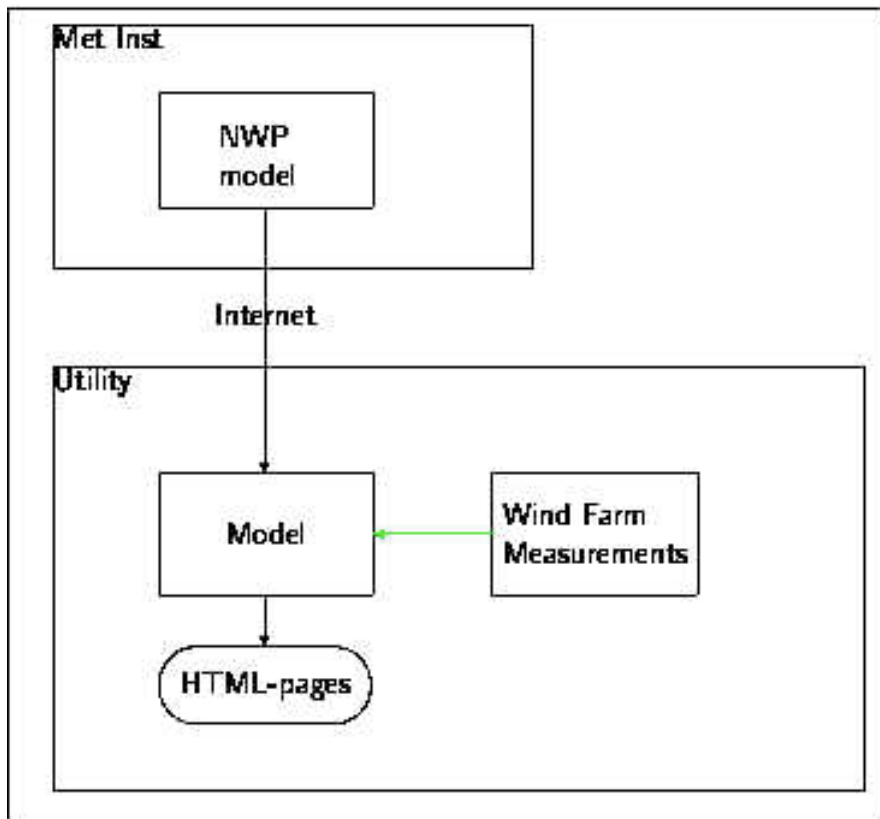 Met Inst
NWP
model
Internet
Utility
Model
Wind Farm
Measurements
HTML-pages